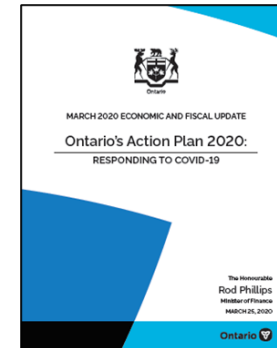 Ontario
MARCH 2020 ECONOMIC AND FISCAL UPDATE
Ontario's Action Plan 2020:
RESPONDING TO COVID-19
The Honourable
Rod Phillips
Minister of Finance
MARCH 25, 2020
Ontario